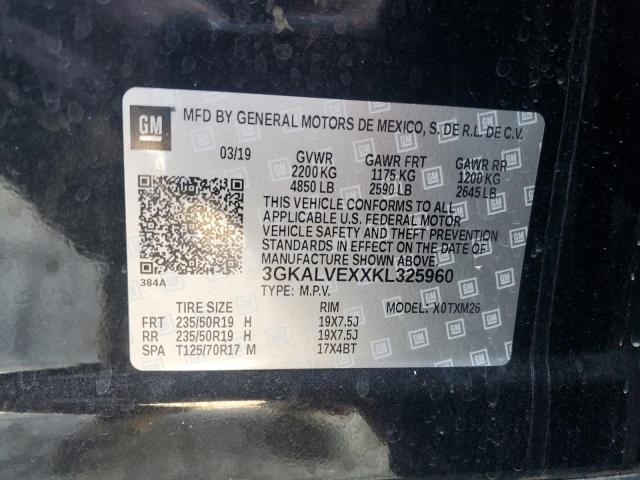 GM MFD BY GENERAL MOTORS DE MEXICO, S. DE R.L. DE C.V.
03/19 GVWR GAWR FRT GAWR RR
2200 KG 1175 KG 1200 KG
4850 LB 2590 LB 2645 LB
THIS VEHICLE CONFORMS TO ALL
APPLICABLE U.S. FEDERAL MOTOR
VEHICLE SAFETY AND THEFT PREVENTION
STANDARDS IN EFFECT ON THE DATE OF
MANUFACTURE SHOWN ABOVE.
384A
3GKALVEXXKL325960
TYPE: M.P.V. MODEL: X0TXM26
TIRE SIZE RIM
FRT 235/50R19 H 19X7.5J
RR 235/50R19 H 19X7.5J
SPA T125/70R17 M 17X4BT